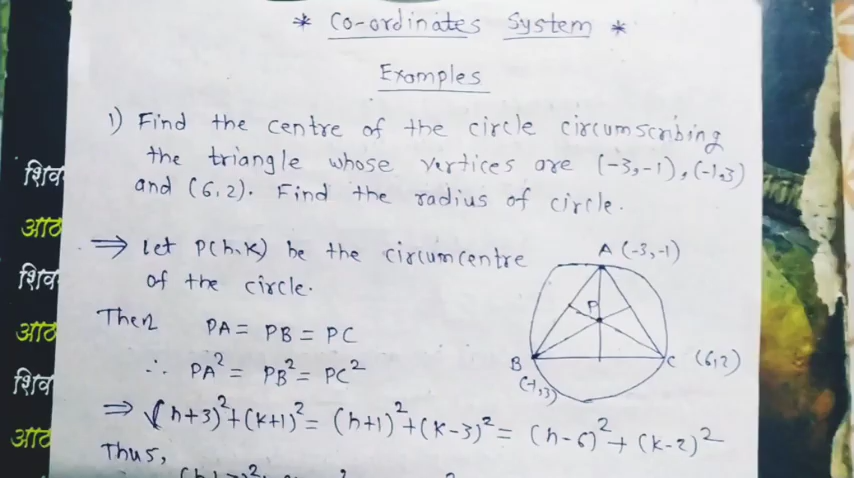 * Co-ordinates System *
Examples
1) Find the centre of the circle circumscribing
the triangle whose vertices are (-3,-1), (-1,3)
and (6,2). Find the radius of circle.
⇒ Let P(h,k) be the circumcentre
of the circle.
Then PA = PB = PC
∴ PA² = PB² = PC²
⇒ (h+3)²+(k+1)² = (h+1)²+(k-3)² = (h-6)²+(k-2)²
Thus,
A (-3,-1)
P
B
(-1,3)
C (6,2)
शिव
आठ
शिव
आठ
शिव
आठ